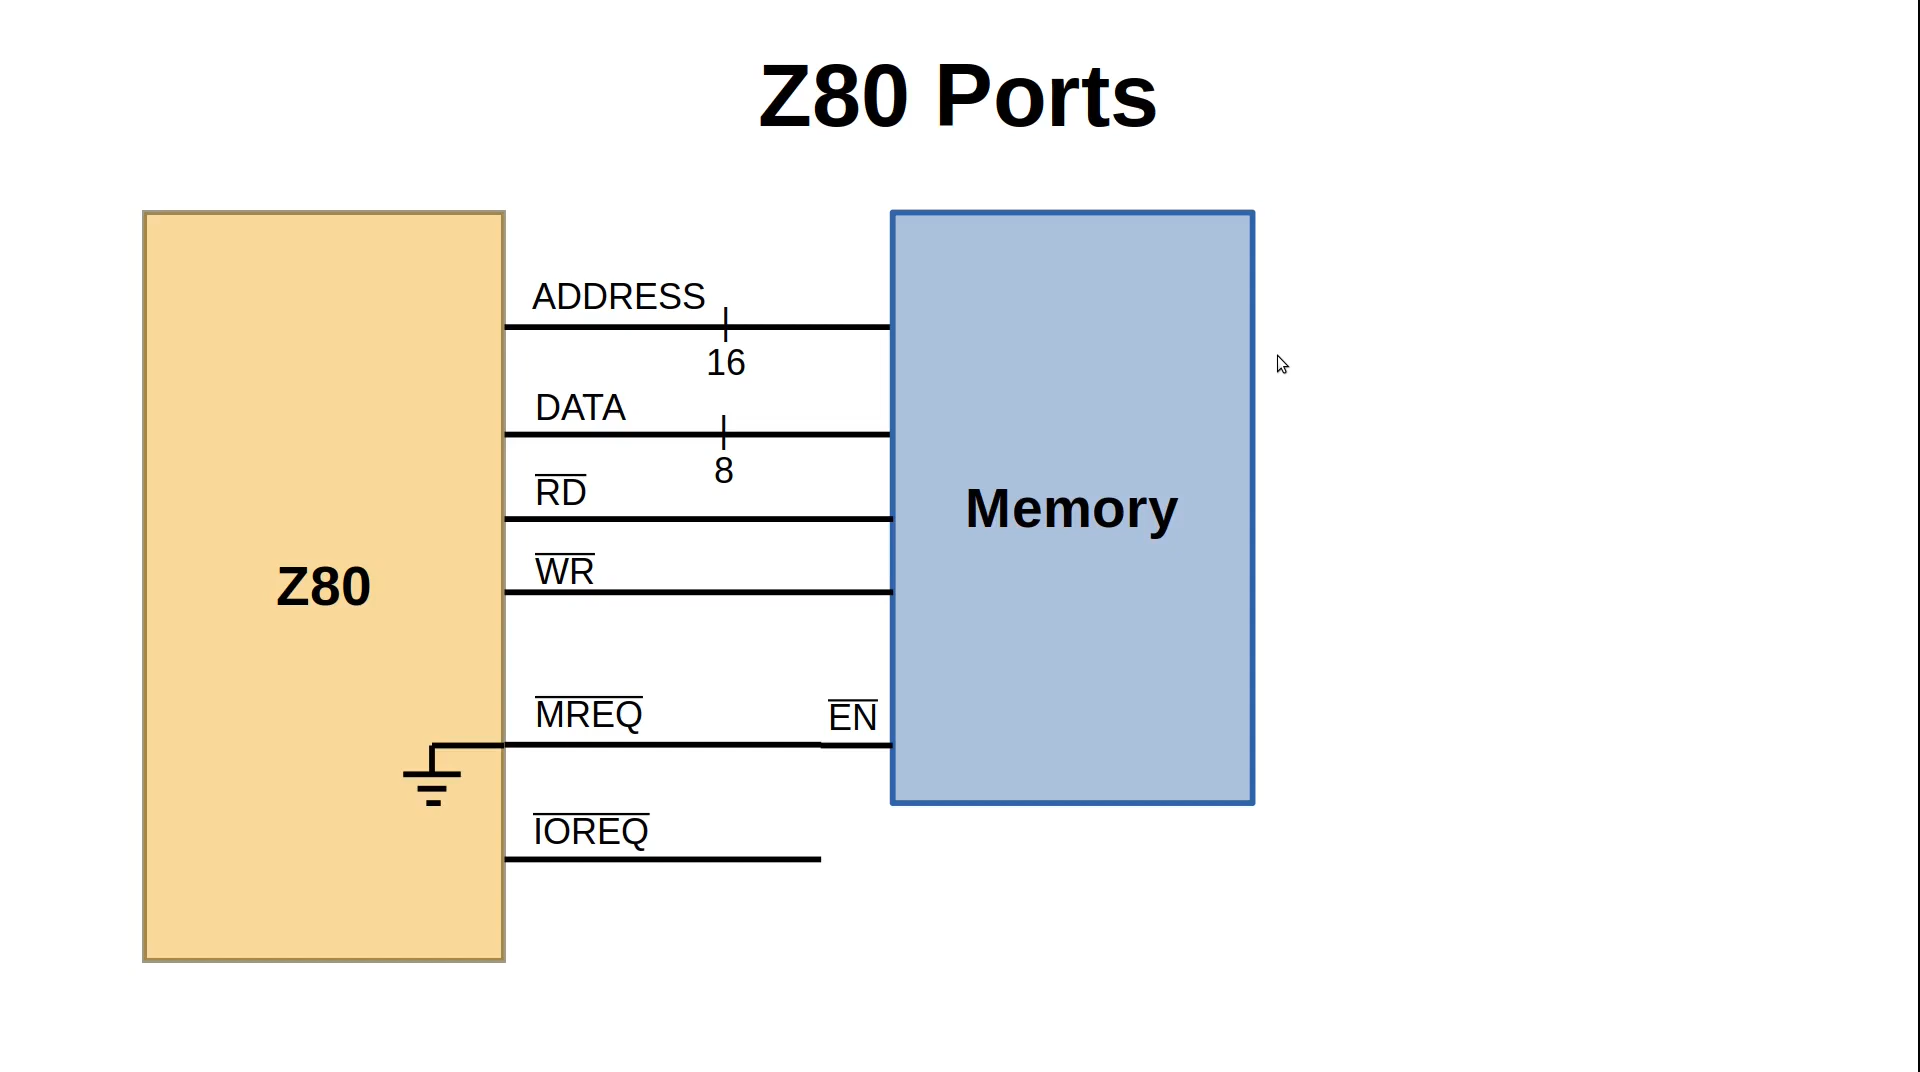 Z80 Ports
ADDRESS
16
DATA
8
RD
WR
Z80
Memory
MREQ
EN
IOREQ